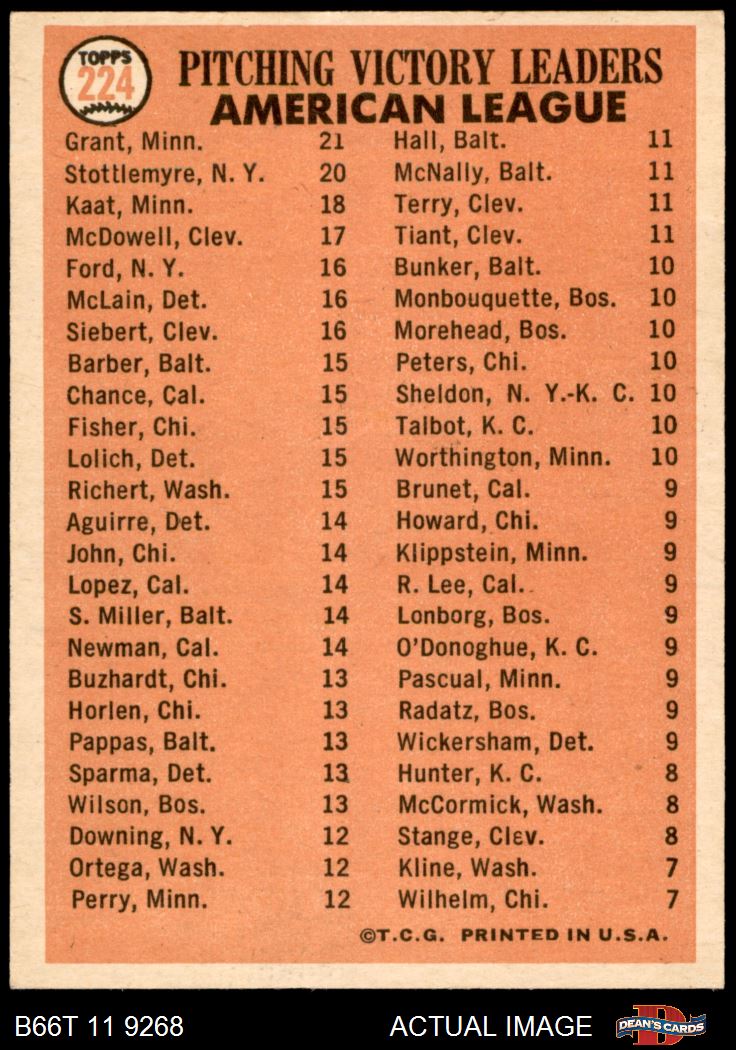 TOPPS
224
PITCHING VICTORY LEADERS
AMERICAN LEAGUE
Grant, Minn. 21
Stottlemyre, N. Y. 20
Kaat, Minn. 18
McDowell, Clev. 17
Ford, N. Y. 16
McLain, Det. 16
Siebert, Clev. 16
Barber, Balt. 15
Chance, Cal. 15
Fisher, Chi. 15
Lolich, Det. 15
Richert, Wash. 15
Aguirre, Det. 14
John, Chi. 14
Lopez, Cal. 14
S. Miller, Balt. 14
Newman, Cal. 14
Buzhardt, Chi. 13
Horlen, Chi. 13
Pappas, Balt. 13
Sparma, Det. 13
Wilson, Bos. 13
Downing, N. Y. 12
Ortega, Wash. 12
Perry, Minn. 12
Hall, Balt. 11
McNally, Balt. 11
Terry, Clev. 11
Tiant, Clev. 11
Bunker, Balt. 10
Monbouquette, Bos. 10
Morehead, Bos. 10
Peters, Chi. 10
Sheldon, N. Y.-K. C. 10
Talbot, K. C. 10
Worthington, Minn. 10
Brunet, Cal. 9
Howard, Chi. 9
Klippstein, Minn. 9
R. Lee, Cal. 9
Lonborg, Bos. 9
O'Donoghue, K. C. 9
Pascual, Minn. 9
Radatz, Bos. 9
Wickersham, Det. 9
Hunter, K. C. 8
McCormick, Wash. 8
Stange, Clev. 8
Kline, Wash. 7
Wilhelm, Chi. 7
©T.C.G. PRINTED IN U.S.A.
B66T 11 9268 ACTUAL IMAGE
D
DEAN'S CARDS